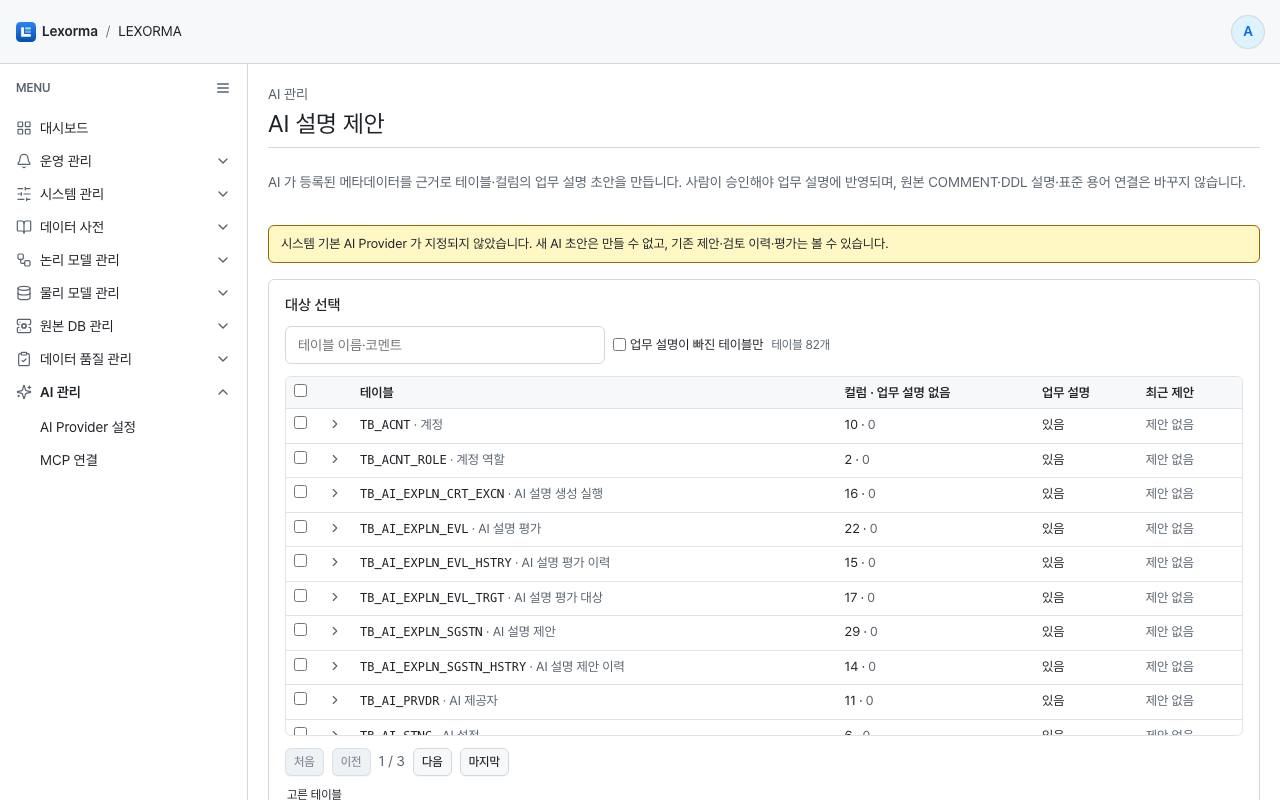 Lexorma / LEXORMA
A
MENU
대시보드
운영 관리
시스템 관리
데이터 사전
논리 모델 관리
물리 모델 관리
원본 DB 관리
데이터 품질 관리
AI 관리
AI Provider 설정
MCP 연결
AI 관리
AI 설명 제안
AI 가 등록된 메타데이터를 근거로 테이블·컬럼의 업무 설명 초안을 만듭니다. 사람이 승인해야 업무 설명에 반영되며, 원본 COMMENT·DDL 설명·표준 용어 연결은 바꾸지 않습니다.
시스템 기본 AI Provider 가 지정되지 않았습니다. 새 AI 초안은 만들 수 없고, 기존 제안·검토 이력·평가는 볼 수 있습니다.
대상 선택
테이블 이름·코멘트 업무 설명이 빠진 테이블만 테이블 82개
테이블 컬럼 · 업무 설명 없음 업무 설명 최근 제안
TB_ACNT · 계정 10 · 0 있음 제안 없음
TB_ACNT_ROLE · 계정 역할 2 · 0 있음 제안 없음
TB_AI_EXPLN_CRT_EXCN · AI 설명 생성 실행 16 · 0 있음 제안 없음
TB_AI_EXPLN_EVL · AI 설명 평가 22 · 0 있음 제안 없음
TB_AI_EXPLN_EVL_HSTRY · AI 설명 평가 이력 15 · 0 있음 제안 없음
TB_AI_EXPLN_EVL_TRGT · AI 설명 평가 대상 17 · 0 있음 제안 없음
TB_AI_EXPLN_SGSTN · AI 설명 제안 29 · 0 있음 제안 없음
TB_AI_EXPLN_SGSTN_HSTRY · AI 설명 제안 이력 14 · 0 있음 제안 없음
TB_AI_PRVDR · AI 제공자 11 · 0 있음 제안 없음
TB_AI_STNG · AI 설정 6 · 0 있음 제안 없음
처음 이전 1 / 3 다음 마지막
고른 테이블